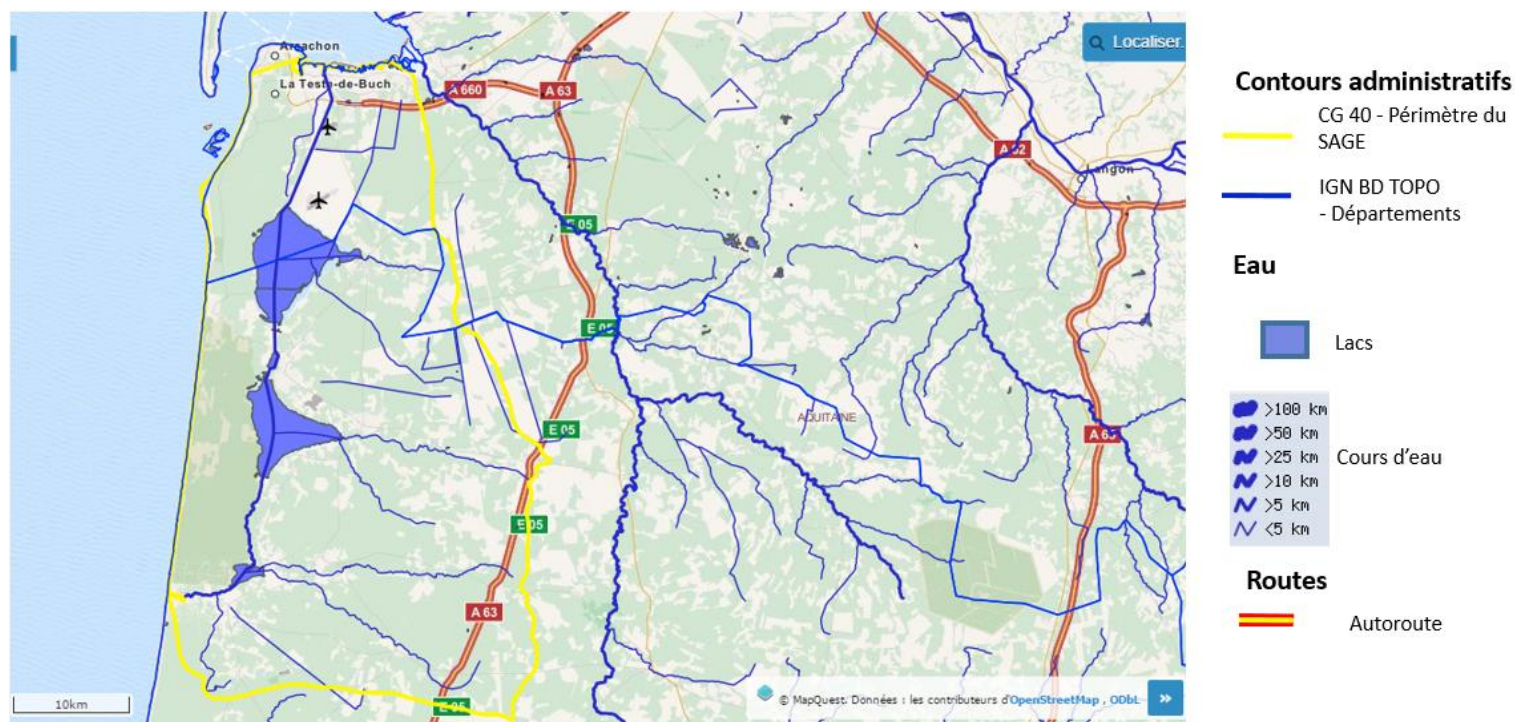 Localiser.
Arcachon
La Teste-de-Buch
A 660
A 63
E 05
A 62
Langon
E 05
AQUITAINE
E 05
A 65
E 05
A 63
E 05
10km
© MapQuest. Données : les contributeurs d'OpenStreetMap , ODbL
»
Contours administratifs
CG 40 - Périmètre du
SAGE
IGN BD TOPO
- Départements
Eau
Lacs
>100 km
>50 km
>25 km
>10 km
>5 km
<5 km
Cours d'eau
Routes
Autoroute